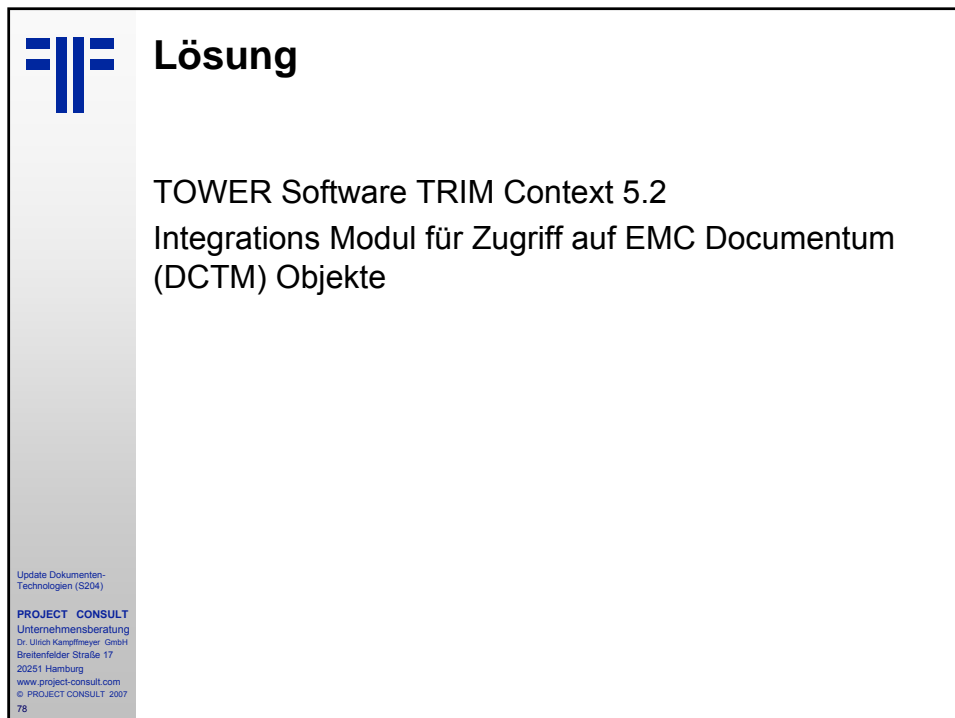 Lösung
TOWER Software TRIM Context 5.2
Integrations Modul für Zugriff auf EMC Documentum
(DCTM) Objekte
Update Dokumenten-
Technologien (S204)
PROJECT CONSULT
Unternehmensberatung
Dr. Ulrich Kampffmeyer GmbH
Breitenfelder Straße 17
20251 Hamburg
www.project-consult.com
© PROJECT CONSULT 2007
78